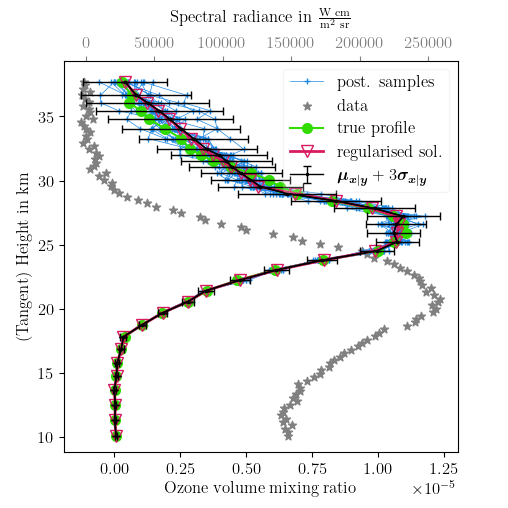 Spectral radiance in W cm / m² sr
0 50000 100000 150000 200000 250000
post. samples
data
true profile
regularised sol.
μ_{x|y} + 3σ_{x|y}
(Tangent) Height in km
35
30
25
20
15
10
0.00 0.25 0.50 0.75 1.00 1.25
Ozone volume mixing ratio
×10⁻⁵